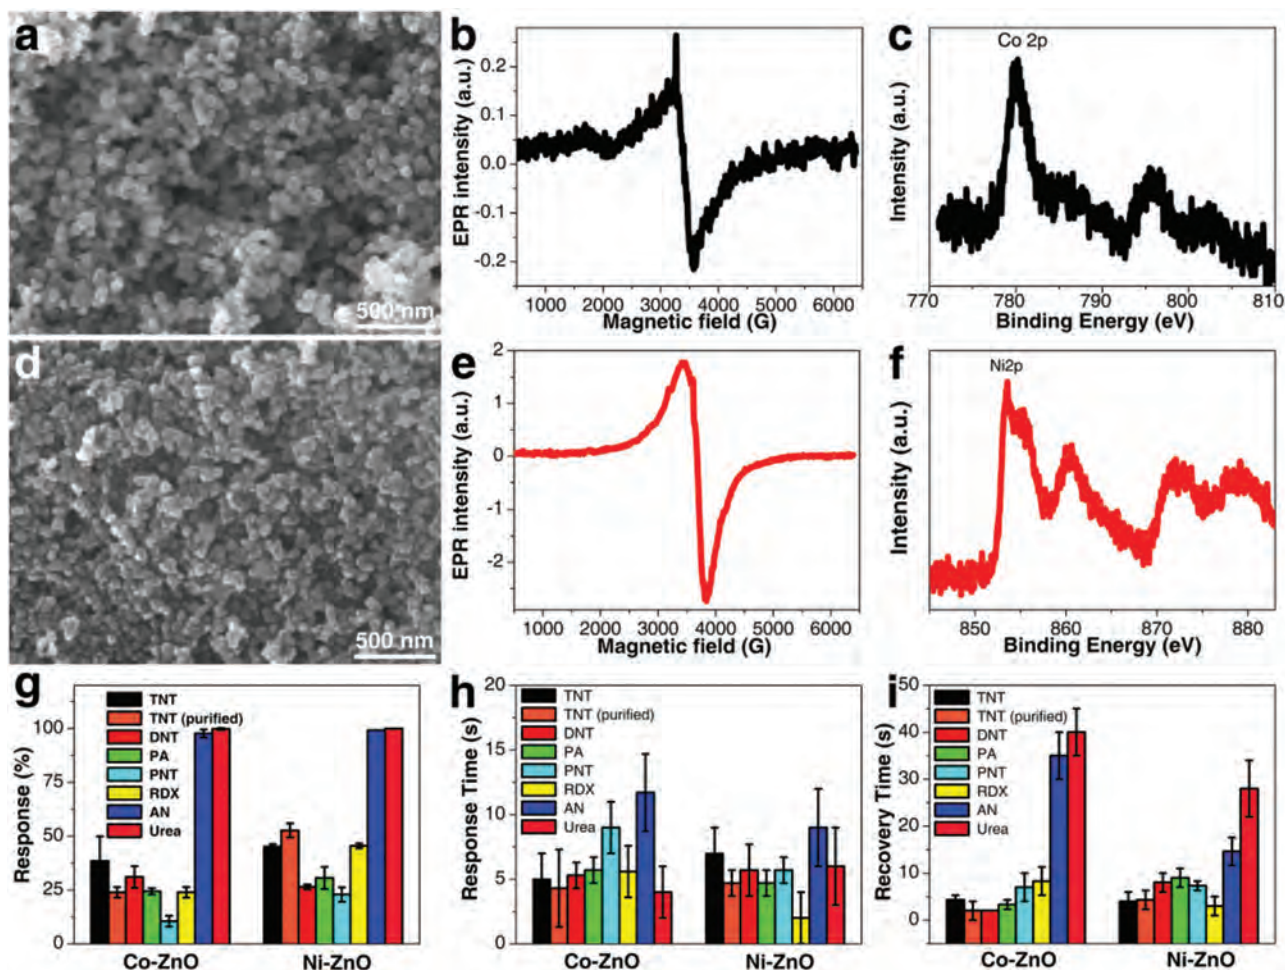 a
500 nm
b
EPR intensity (a.u.)
0.2
0.1
0.0
-0.1
-0.2
1000 2000 3000 4000 5000 6000
Magnetic field (G)
c
Co 2p
Intensity (a.u.)
770 780 790 800 810
Binding Energy (eV)
d
500 nm
e
EPR intensity (a.u.)
2
1
0
-1
-2
1000 2000 3000 4000 5000 6000
Magnetic field (G)
f
Ni2p
Intensity (a.u.)
850 860 870 880
Binding Energy (eV)
g
Response (%)
100
75
50
25
0
TNT
TNT (purified)
DNT
PA
PNT
RDX
AN
Urea
Co-ZnO Ni-ZnO
h
Response Time (s)
20
15
10
5
0
TNT
TNT (purified)
DNT
PA
PNT
RDX
AN
Urea
Co-ZnO Ni-ZnO
i
Recovery Time (s)
50
40
30
20
10
0
TNT
TNT (purified)
DNT
PA
PNT
RDX
AN
Urea
Co-ZnO Ni-ZnO